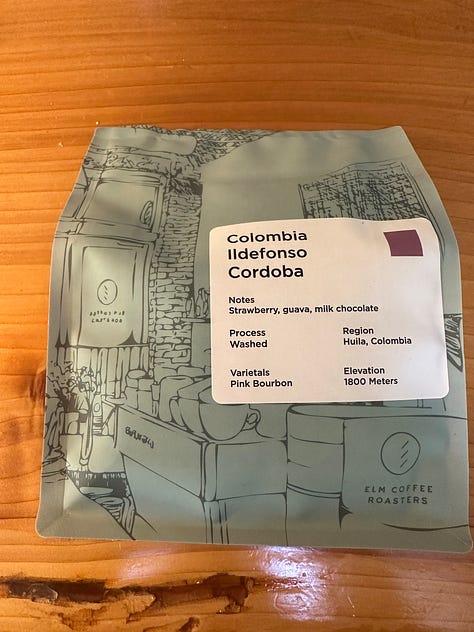 Colombia
Ildefonso
Cordoba
Notes
Strawberry, guava, milk chocolate
Process
Washed
Region
Huila, Colombia
Varietals
Pink Bourbon
Elevation
1800 Meters
ELM COFFEE
ROASTERS